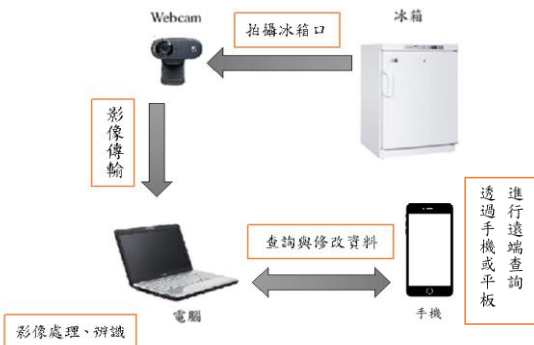 Webcam
拍攝冰箱口
冰箱
影像傳輸
進行遠端查詢
透過手機或平板
查詢與修改資料
電腦
手機
影像處理、辨識